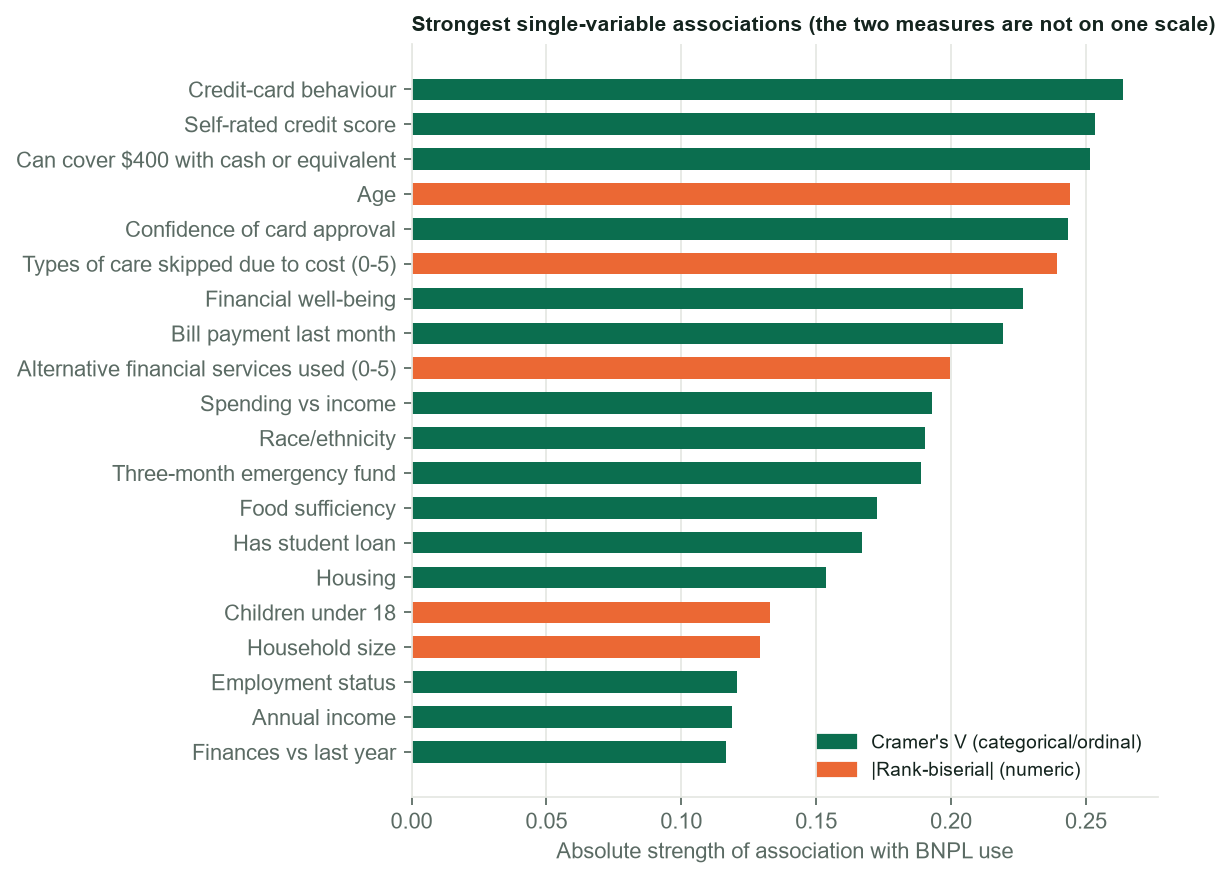 Strongest single-variable associations (the two measures are not on one scale)
Credit-card behaviour
Self-rated credit score
Can cover $400 with cash or equivalent
Age
Confidence of card approval
Types of care skipped due to cost (0-5)
Financial well-being
Bill payment last month
Alternative financial services used (0-5)
Spending vs income
Race/ethnicity
Three-month emergency fund
Food sufficiency
Has student loan
Housing
Children under 18
Household size
Employment status
Annual income
Finances vs last year
Cramer's V (categorical/ordinal)
|Rank-biserial| (numeric)
0.00 0.05 0.10 0.15 0.20 0.25
Absolute strength of association with BNPL use